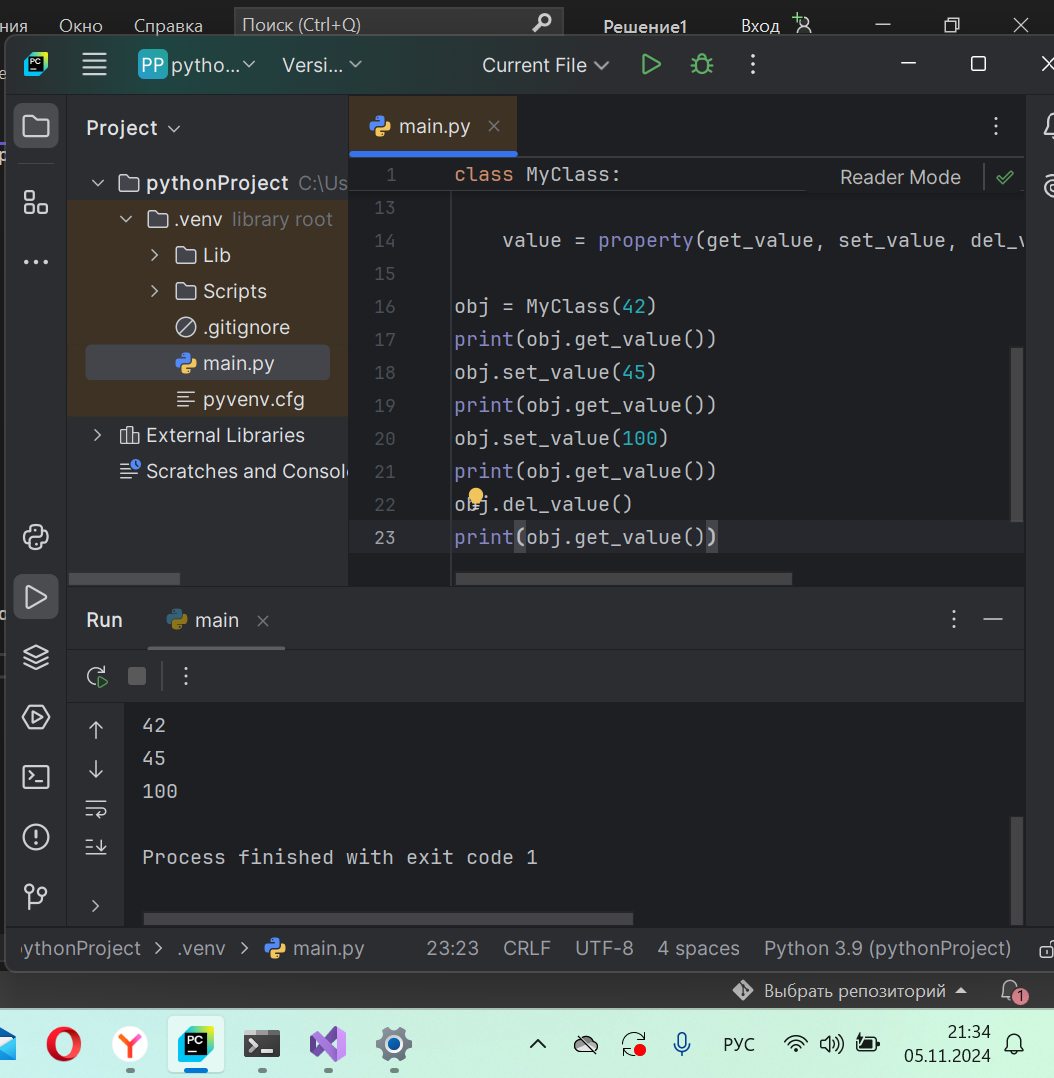 ния Окно Справка Поиск (Ctrl+Q) Решение1 Вход
PC PP pytho... Versi... Current File
Project
main.py
pythonProject C:\Us
.venv library root
Lib
Scripts
.gitignore
main.py
pyvenv.cfg
External Libraries
Scratches and Consol
1 class MyClass: Reader Mode
13
14 value = property(get_value, set_value, del_v
15
16 obj = MyClass(42)
17 print(obj.get_value())
18 obj.set_value(45)
19 print(obj.get_value())
20 obj.set_value(100)
21 print(obj.get_value())
22 obj.del_value()
23 print(obj.get_value())
Run main
42
45
100
Process finished with exit code 1
ythonProject .venv main.py 23:23 CRLF UTF-8 4 spaces Python 3.9 (pythonProject)
Выбрать репозиторий 1
PC РУС 21:34
05.11.2024